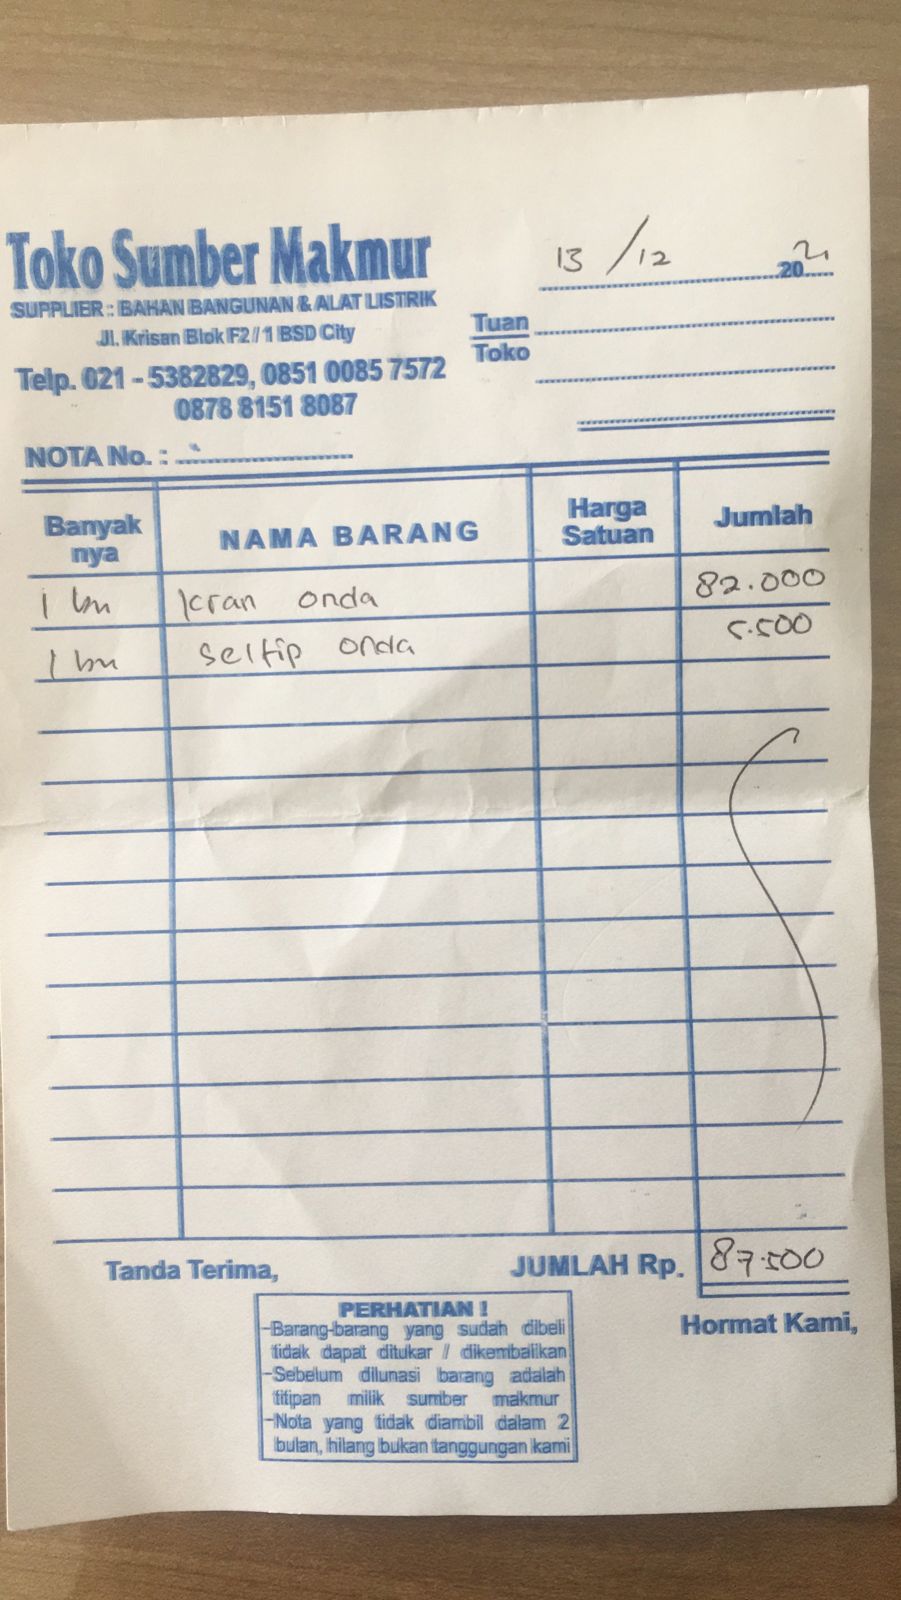 Toko Sumber Makmur
SUPPLIER : BAHAN BANGUNAN & ALAT LISTRIK
Jl. Krisan Blok F2 // 1 BSD City
Telp. 021 - 5382829, 0851 0085 7572
0878 8151 8087
13 / 12 2021
Tuan
Toko
NOTA No. :
Banyak nya NAMA BARANG Harga Satuan Jumlah
1 bu kran onda 82.000
1 bu seltip onda 5.500
Tanda Terima, JUMLAH Rp. 87.500
Hormat Kami,
PERHATIAN !
-Barang-barang yang sudah dibeli
tidak dapat ditukar / dikembalikan
-Sebelum dilunasi barang adalah
titipan milik sumber makmur
-Nota yang tidak diambil dalam 2
bulan, hilang bukan tanggungan kami